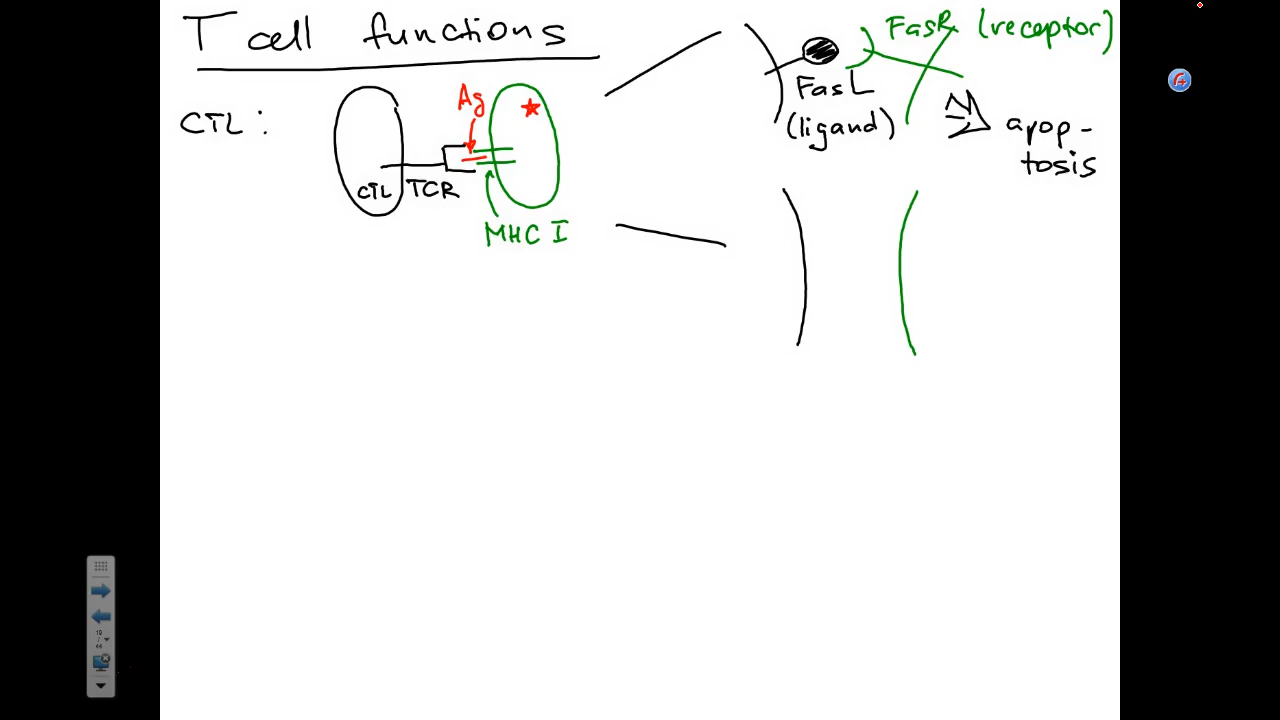 T cell functions
FasR (receptor)
Ag
FasL
CTL:
(ligand)
apop-
tosis
CTL TCR
MHC I